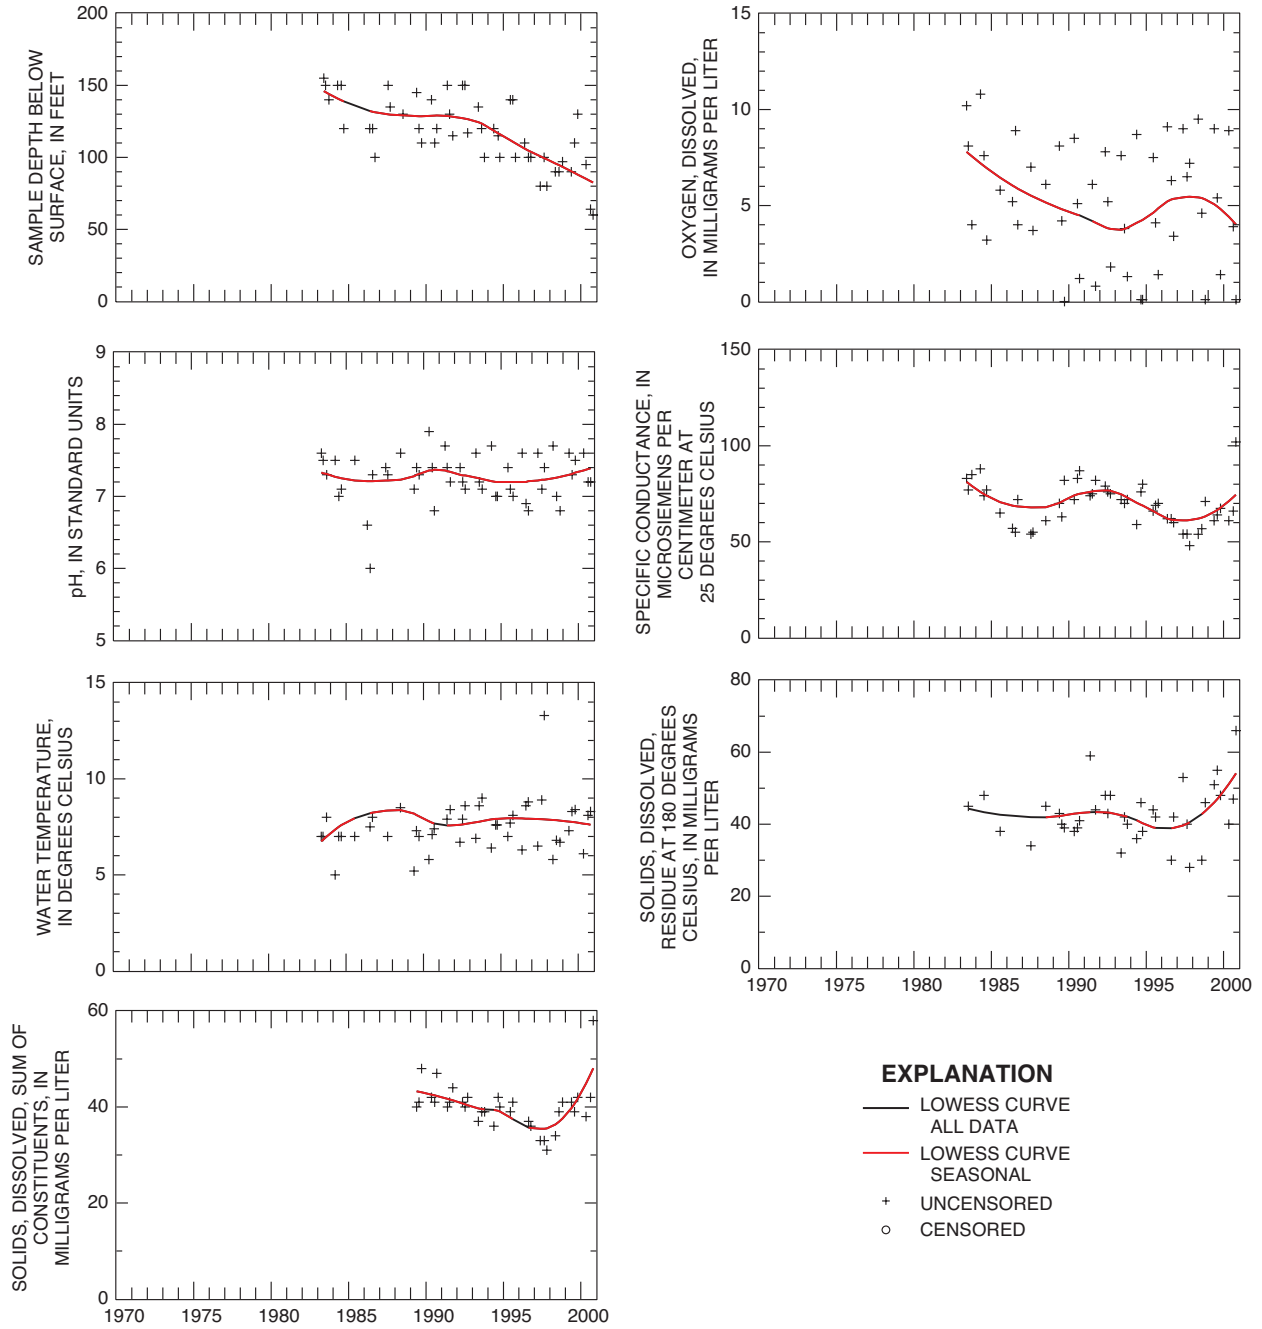 SAMPLE DEPTH BELOW
SURFACE, IN FEET
200
150
100
50
0
OXYGEN, DISSOLVED,
IN MILLIGRAMS PER LITER
15
10
5
0
pH, IN STANDARD UNITS
9
8
7
6
5
SPECIFIC CONDUCTANCE, IN
MICROSIEMENS PER
CENTIMETER AT
25 DEGREES CELSIUS
150
100
50
0
WATER TEMPERATURE,
IN DEGREES CELSIUS
15
10
5
0
SOLIDS, DISSOLVED,
RESIDUE AT 180 DEGREES
CELSIUS, IN MILLIGRAMS
PER LITER
80
60
40
20
0
1970 1975 1980 1985 1990 1995 2000
SOLIDS, DISSOLVED, SUM OF
CONSTITUENTS, IN
MILLIGRAMS PER LITER
60
40
20
0
1970 1975 1980 1985 1990 1995 2000
EXPLANATION
LOWESS CURVE
ALL DATA
LOWESS CURVE
SEASONAL
UNCENSORED
CENSORED